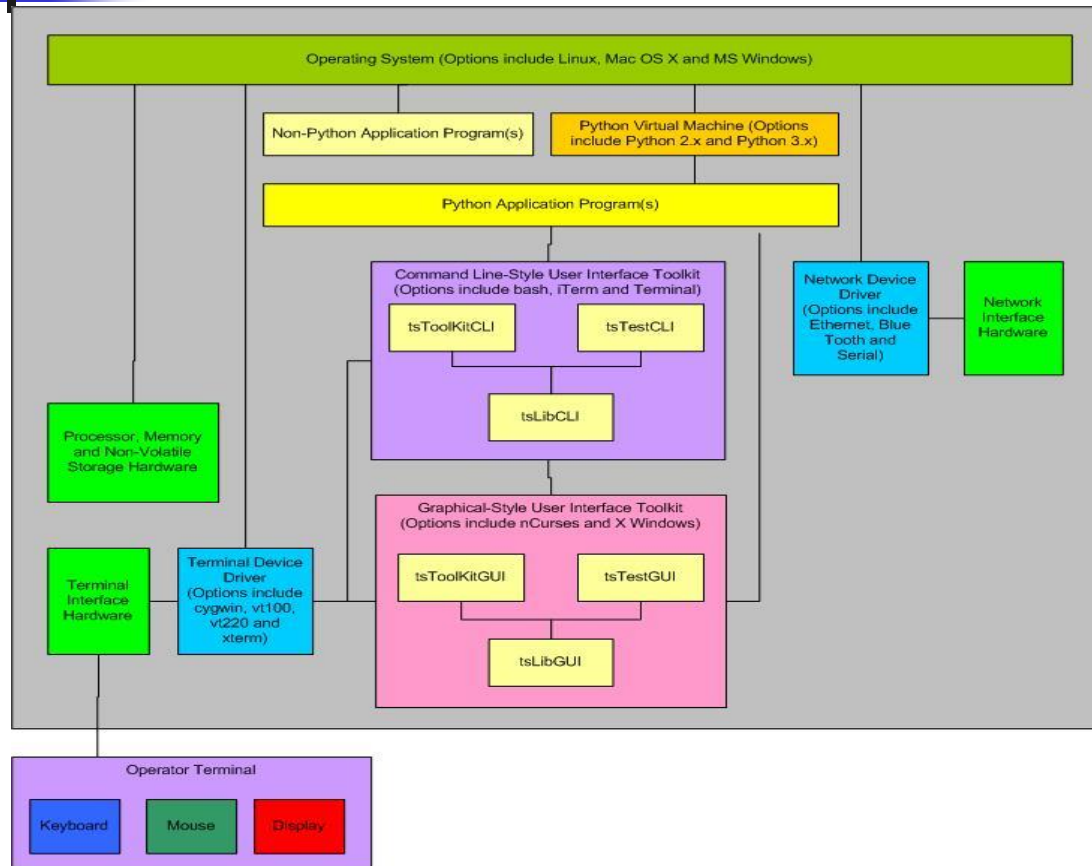 Operating System (Options include Linux, Mac OS X and MS Windows)
Non-Python Application Program(s)
Python Virtual Machine (Options
include Python 2.x and Python 3.x)
Python Application Program(s)
Command Line-Style User Interface Toolkit
(Options include bash, iTerm and Terminal)
tsToolKitCLI
tsTestCLI
tsLibCLI
Network Device
Driver
(Options include
Ethernet, Blue
Tooth and
Serial)
Network
Interface
Hardware
Processor, Memory
and Non-Volatile
Storage Hardware
Graphical-Style User Interface Toolkit
(Options include nCurses and X Windows)
tsToolKitGUI
tsTestGUI
tsLibGUI
Terminal
Interface
Hardware
Terminal Device
Driver
(Options include
cygwin, vt100,
vt220 and
xterm)
Operator Terminal
Keyboard
Mouse
Display